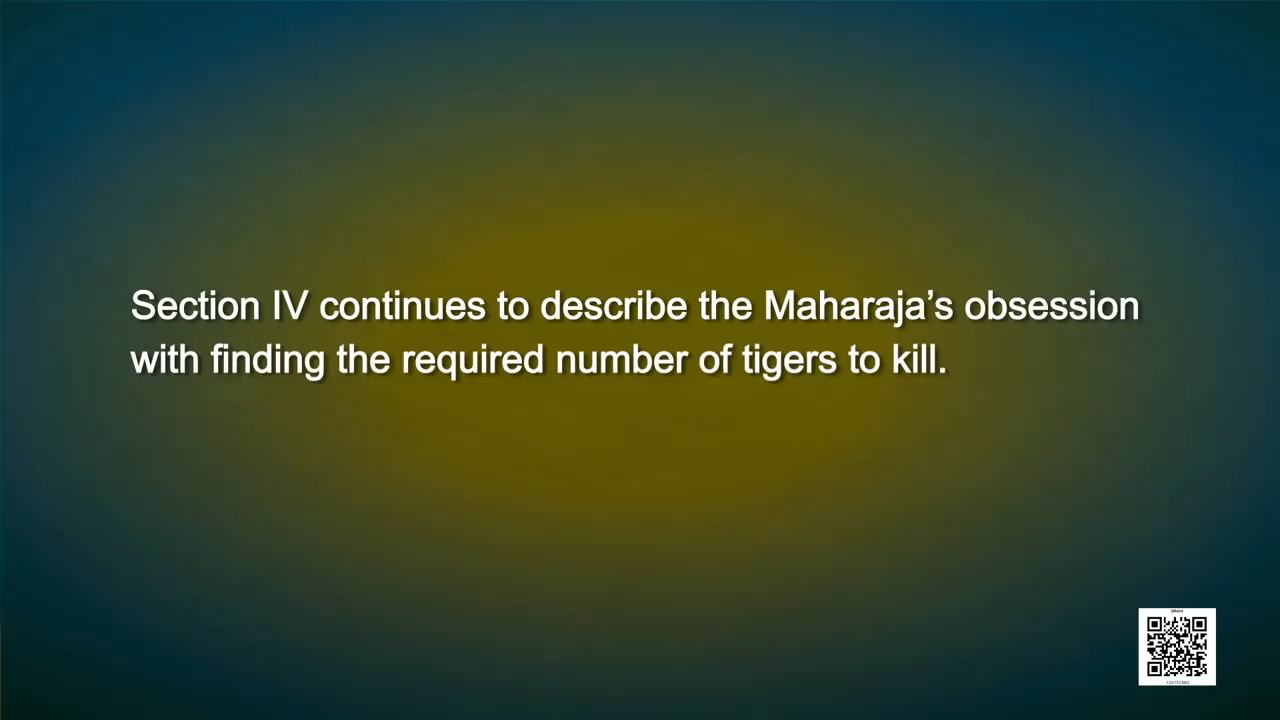 Section IV continues to describe the Maharaja’s obsession
with finding the required number of tigers to kill.